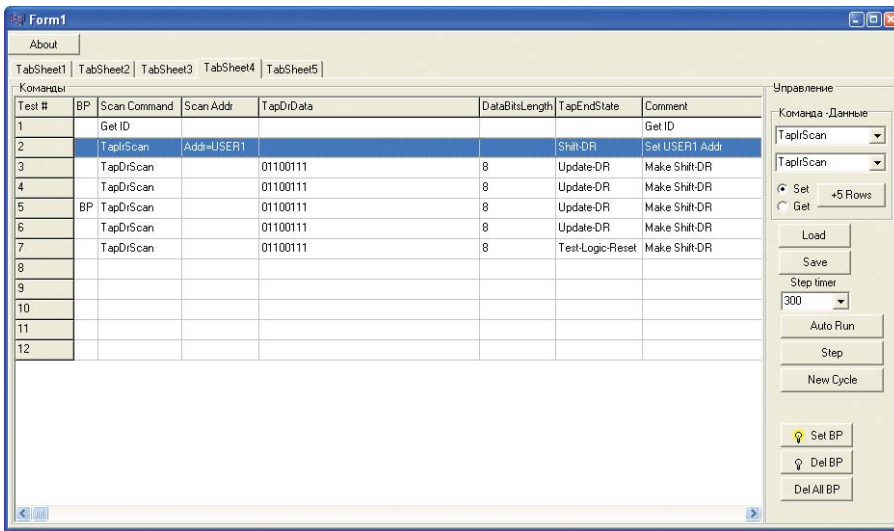 Form1
About
TabSheet1 TabSheet2 TabSheet3 TabSheet4 TabSheet5
Команды
Test # BP Scan Command Scan Addr TapDrData DataBitsLength TapEndState Comment
1 Get ID Get ID
2 TapIrScan Addr=USER1 Shift-DR Set USER1 Addr
3 TapDrScan 01100111 8 Update-DR Make Shift-DR
4 TapDrScan 01100111 8 Update-DR Make Shift-DR
5 BP TapDrScan 01100111 8 Update-DR Make Shift-DR
6 TapDrScan 01100111 8 Update-DR Make Shift-DR
7 TapDrScan 01100111 8 Test-Logic-Reset Make Shift-DR
8
9
10
11
12
Управление
Команда -Данные
TapIrScan
TapIrScan
Set
Get
+5 Rows
Load
Save
Step timer
300
Auto Run
Step
New Cycle
Set BP
Del BP
Del All BP